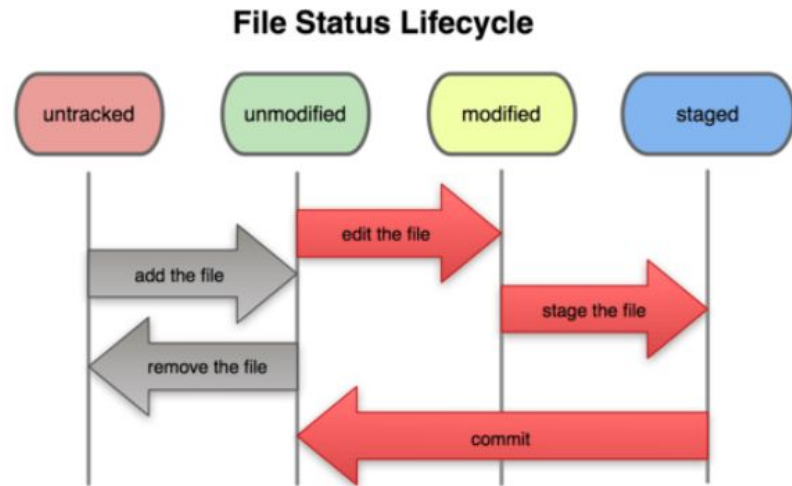 File Status Lifecycle
untracked
unmodified
modified
staged
edit the file
add the file
stage the file
remove the file
commit